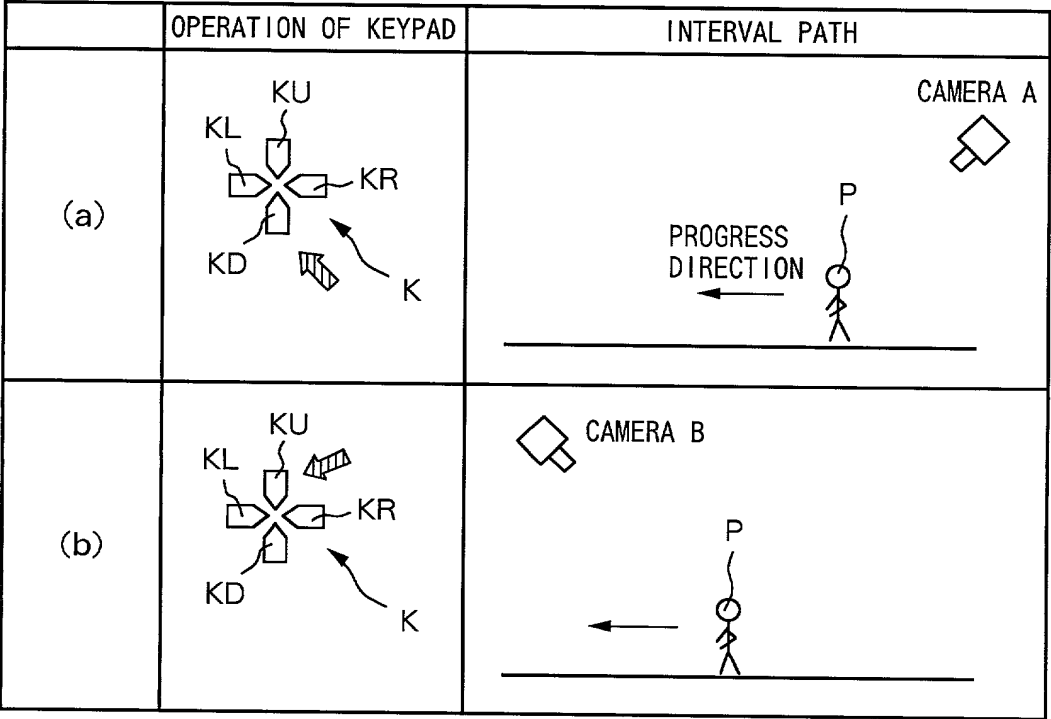 OPERATION OF KEYPAD
INTERVAL PATH
(a)
KU
KL
KR
KD
K
CAMERA A
P
PROGRESS
DIRECTION
(b)
KU
KL
KR
KD
K
CAMERA B
P